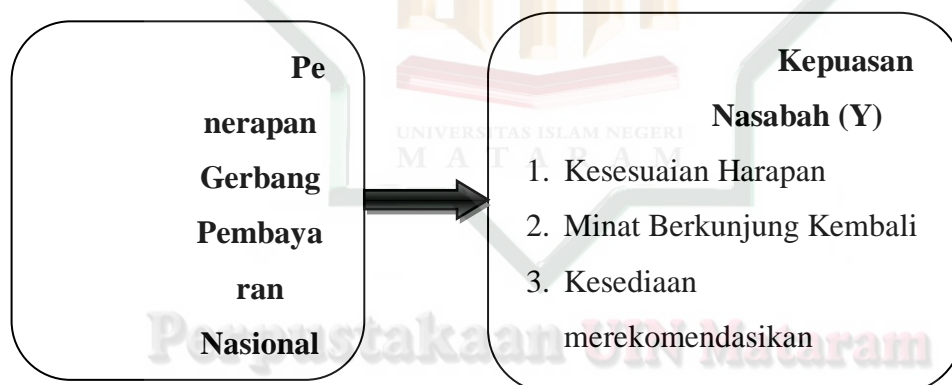 Pe
nerapan
Gerbang
Pembaya
ran
Nasional
Kepuasan
Nasabah (Y)
1. Kesesuaian Harapan
2. Minat Berkunjung Kembali
3. Kesediaan
merekomendasikan
UNIVERSITAS ISLAM NEGERI
MATARAM
Perpustakaan UIN Mataram